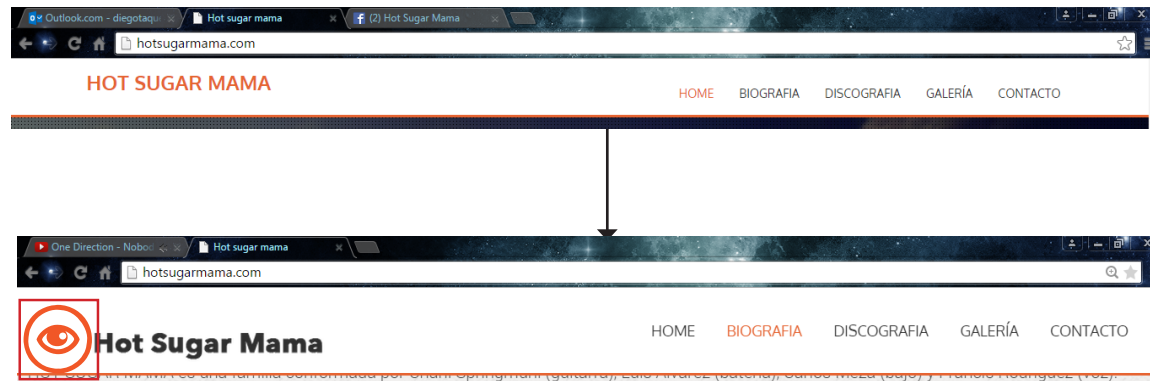 Outlook.com - diegotaqu
Hot sugar mama
(2) Hot Sugar Mama
hotsugarmama.com
HOT SUGAR MAMA
HOME
BIOGRAFIA
DISCOGRAFIA
GALERÍA
CONTACTO
One Direction - Nobod
Hot sugar mama
hotsugarmama.com
Hot Sugar Mama
HOME
BIOGRAFIA
DISCOGRAFIA
GALERÍA
CONTACTO